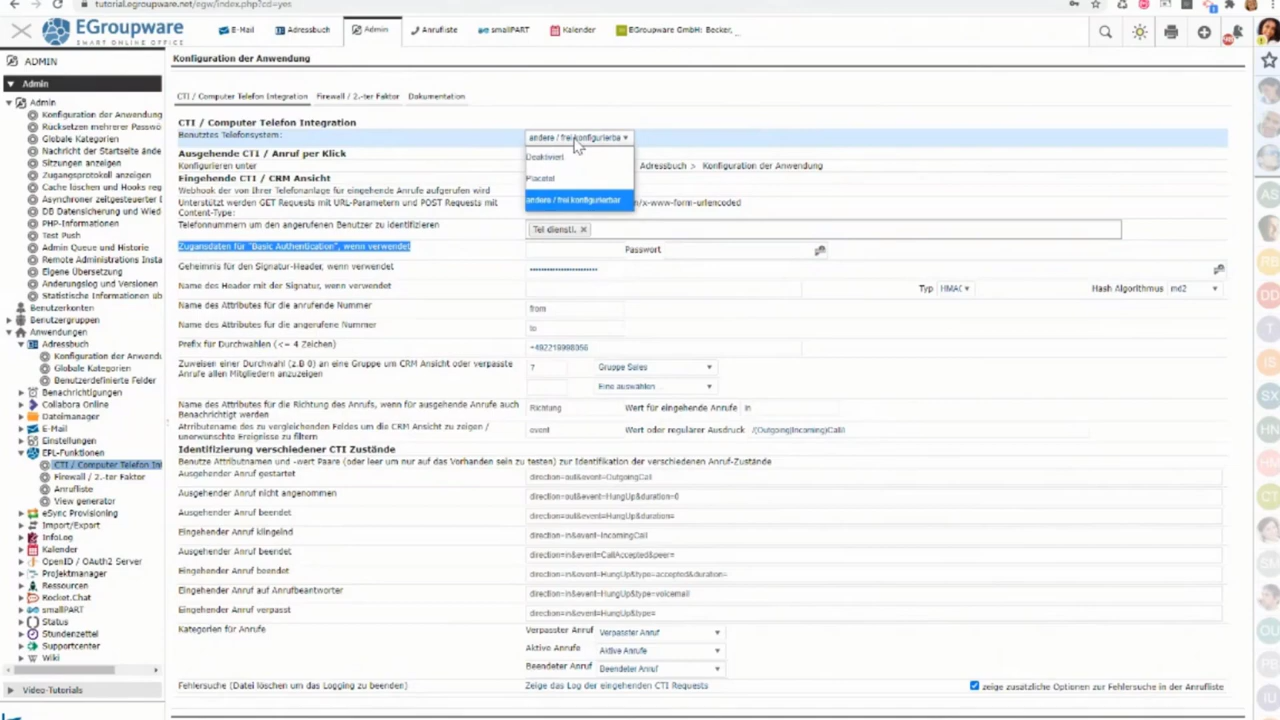 tutorial.egroupware.net/egw/index.php?cd=yes
EGroupware
SMART ONLINE OFFICE
E-Mail
Adressbuch
Admin
Anrufliste
smallPART
Kalender
EGroupware GmbH: Becker, ...
ADMIN
Admin
Admin
Konfiguration der Anwendung
Rücksetzen mehrerer Passwö
Globale Kategorien
Nachricht der Startseite ände
Sitzungen anzeigen
Zugangsprotokoll anzeigen
Cache löschen und Hooks reg
Asynchroner zeitgesteuerter D
DB Datensicherung und Wied
PHP-Informationen
Test Push
Admin Queue und Historie
Remote Administrations Insta
Eigene Übersetzung
Änderungslog und Versionen
Statistische Informationen üb
Benutzerkonten
Benutzergruppen
Anwendungen
Adressbuch
Konfiguration der Anwendu
Globale Kategorien
Benutzerdefinierte Felder
Benachrichtigungen
Collabora Online
Dateimanager
E-Mail
Einstellungen
EPL-Funktionen
CTI / Computer Telefon Int
Firewall / 2.-ter Faktor
Anrufliste
View generator
eSync Provisioning
Import/Export
InfoLog
Kalender
OpenID / OAuth2 Server
Projektmanager
Ressourcen
Rocket.Chat
smallPART
Status
Stundenzettel
Supportcenter
Wiki
Video-Tutorials
Konfiguration der Anwendung
CTI / Computer Telefon Integration
Firewall / 2.-ter Faktor
Dokumentation
CTI / Computer Telefon Integration
Benutztes Telefonsystem:
andere / frei konfigurierba
Deaktiviert
Placetel
andere / frei konfigurierbar
Ausgehende CTI / Anruf per Klick
Konfigurieren unter
Adressbuch > Konfiguration der Anwendung
Eingehende CTI / CRM Ansicht
Webhook der von Ihrer Telefonanlage für eingehende Anrufe aufgerufen wird
Unterstützt werden GET Requests mit URL-Parametern und POST Requests mit
Content-Type:
n/x-www-form-urlencoded
Telefonnummern um den angerufenen Benutzer zu identifizieren
Tel dienstl. ✕
Zugangsdaten für "Basic Authentication", wenn verwendet
Passwort
Geheimnis für den Signatur-Header, wenn verwendet
Name des Header mit der Signatur, wenn verwendet
Typ HMAC
Hash Algorithmus md2
Name des Attributes für die anrufende Nummer
from
Name des Attributes für die angerufene Nummer
to
Prefix für Durchwahlen (<= 4 Zeichen)
+492219998056
Zuweisen einer Durchwahl (z.B 0) an eine Gruppe um CRM Ansicht oder verpasste
Anrufe allen Mitgliedern anzuzeigen
7
Gruppe Sales
Eine auswählen
Name des Attributes für die Richtung des Anrufs, wenn für ausgehende Anrufe auch
Benachrichtigt werden
Richtung
Wert für eingehende Anrufe in
Attributename des zu vergleichenden Feldes um die CRM Ansicht zu zeigen /
unerwünschte Ereignisse zu filtern
event
Wert oder regulärer Ausdruck /(Outgoing|Incoming)Call/i
Identifizierung verschiedener CTI Zustände
Benutze Attributnamen und -wert Paare (oder leer um nur auf das Vorhanden sein zu testen) zur Identifikation der verschiedenen Anruf-Zustände
Ausgehender Anruf gestartet
direction=out&event=OutgoingCall
Ausgehender Anruf nicht angenommen
direction=out&event=HungUp&duration=0
Ausgehender Anruf beendet
direction=out&event=HungUp&duration=
Eingehender Anruf klingelnd
direction=in&event=IncomingCall
Ausgehender Anruf beendet
direction=in&event=CallAccepted&peer=
Eingehender Anruf beendet
direction=in&event=HungUp&type=accepted&duration=
Eingehender Anruf auf Anrufbeantworter
direction=in&event=HungUp&type=voicemail
Eingehender Anruf verpasst
direction=in&event=HungUp&type=
Kategorien für Anrufe
Verpasster Anruf Verpasster Anruf
Aktive Anrufe Aktive Anrufe
Beendeter Anruf Beendeter Anruf
Fehlersuche (Datei löschen um das Logging zu beenden)
Zeige das Log der eingehenden CTI Requests
zeige zusätzliche Optionen zur Fehlersuche in der Anrufliste
AS
RB
DD
T
IS
SX
HN
HM
CT
SM
OU
PB
IU